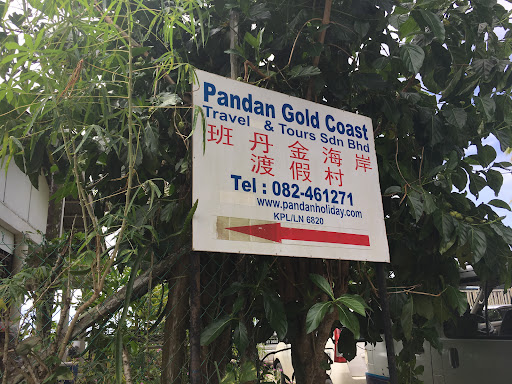 Pandan Gold Coast
Travel & Tours Sdn Bhd
班丹金海岸
渡假村
Tel : 082-461271
www.pandanholiday.com
KPL/LN 6820